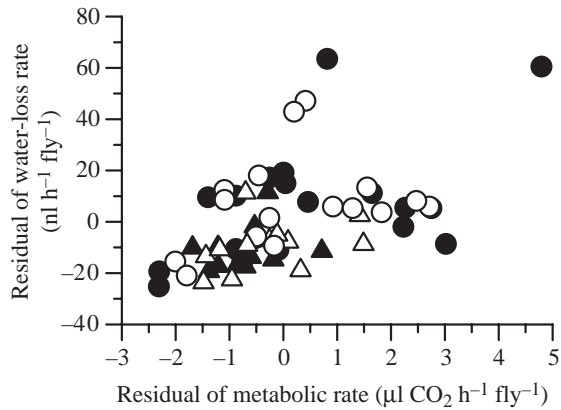 80
60
40
20
0
–20
–40
Residual of water-loss rate
(nl h⁻¹ fly⁻¹)
–3 –2 –1 0 1 2 3 4 5
Residual of metabolic rate (μl CO₂ h⁻¹ fly⁻¹)